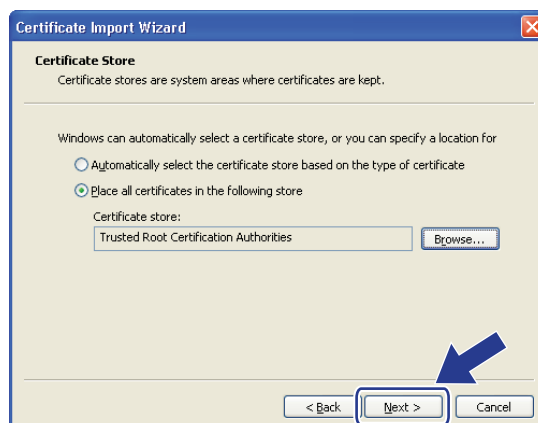 Certificate Import Wizard
Certificate Store
Certificate stores are system areas where certificates are kept.
Windows can automatically select a certificate store, or you can specify a location for
Automatically select the certificate store based on the type of certificate
Place all certificates in the following store
Certificate store:
Trusted Root Certification Authorities
Browse...
< Back
Next >
Cancel